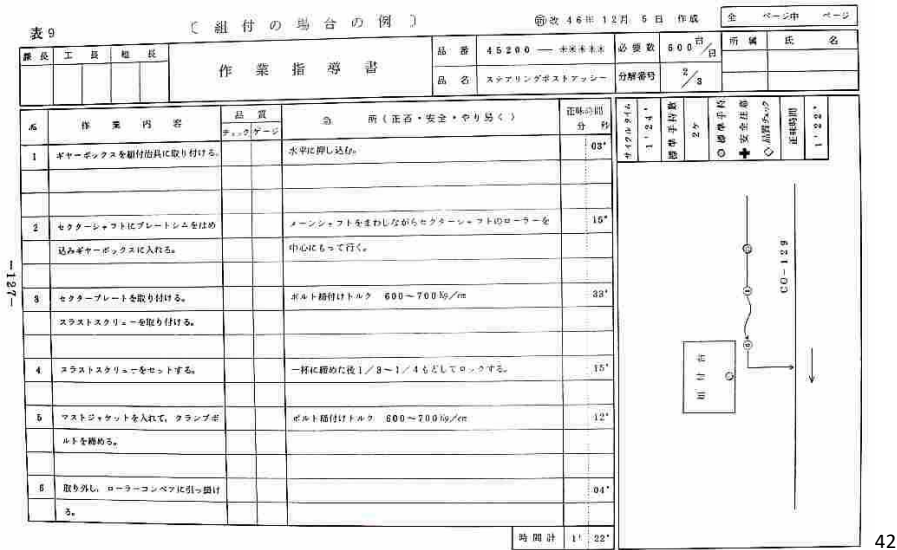 表9
〔組付の場合の例〕
㊞改 46年 12月 5日 作成
全 ページ中 ページ
課長 工長 組長
作業指導書
品番 45200 ― ***** 必要数 600台/日 所属 氏名
品名 ステアリングポストアッシー 分解番号 2/3
№ 作業内容 品質 チェック ゲージ 急所(正否・安全・やり易く) 正味時間 分 秒
1 ギヤーボックスを組付治具に取り付ける。 水平に押し込む。 03"
2 セクターシャフトにプレートシムをはめ メーンシャフトをまわしながらセクターシャフトのローラーを 15"
込みギヤーボックスに入れる。 中心にもって行く。
3 セクタープレートを取り付ける。 ボルト締付けトルク 600~700㎏/㎝ 33"
スラストスクリューを取り付ける。
4 スラストスクリューをセットする。 一杯に締めた後1/3~1/4もどしてロックする。 15"
5 マストジャケットを入れて、クランプボ ボルト締付けトルク 600~700㎏/㎝ 12"
ルトを締める。
6 取り外し、ローラーコンベアに引っ掛け 04"
る。
時間計 1' 22"
サイクルタイム
1'24"
標準手持数
2ケ
○ 標準手持
✚ 安全注意
◇ 品質チェック
正味時間
1'22"
CO-129
組付台
-127-
42